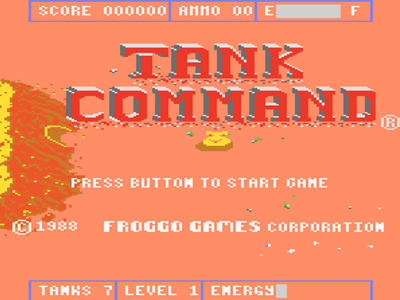 SCORE 000000 AMMO 00 E F
TANK
COMMAND®
PRESS BUTTON TO START GAME
©1988 FROGGO GAMES CORPORATION
TANKS 7 LEVEL 1 ENERGY